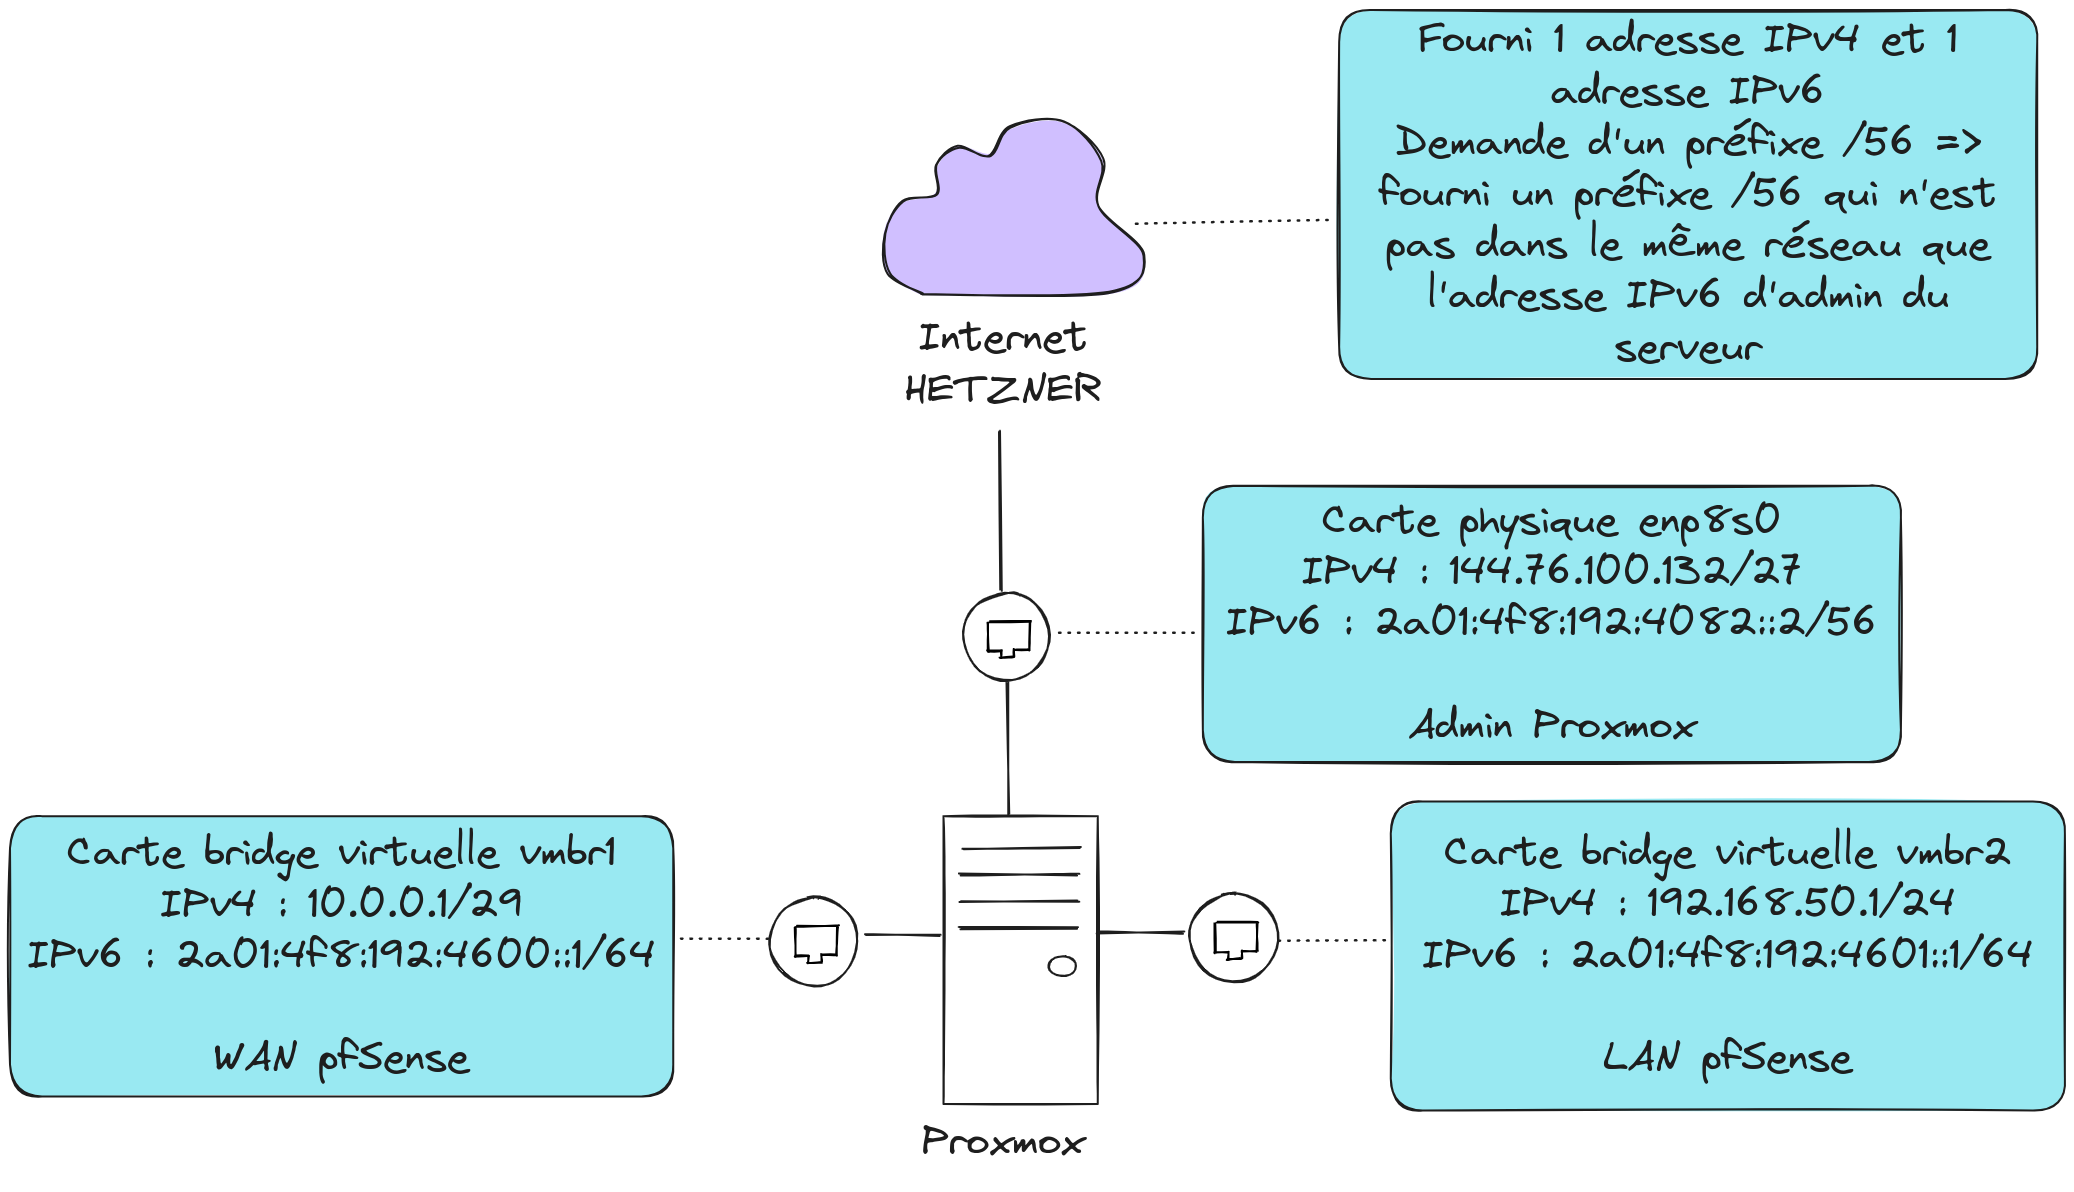 Fourni 1 adresse IPv4 et 1
adresse IPv6
Demande d'un préfixe /56 =>
fourni un préfixe /56 qui n'est
pas dans le même réseau que
l'adresse IPv6 d'admin du
serveur
Internet
HETZNER
Carte physique enp8s0
IPv4 : 144.76.100.132/27
IPv6 : 2a01:4f8:192:4082::2/56
Admin Proxmox
Carte bridge virtuelle vmbr1
IPv4 : 10.0.0.1/29
IPv6 : 2a01:4f8:192:4600::1/64
WAN pfSense
Carte bridge virtuelle vmbr2
IPv4 : 192.168.50.1/24
IPv6 : 2a01:4f8:192:4601::1/64
LAN pfSense
Proxmox